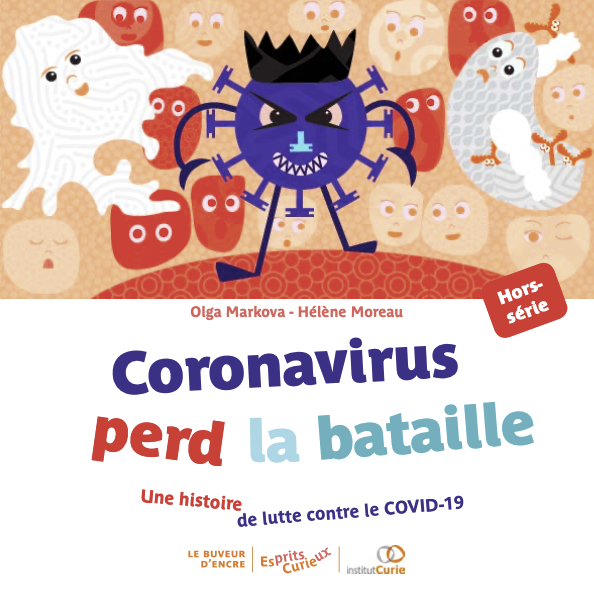 Olga Markova - Hélène Moreau
Hors-
série
Coronavirus
perd la bataille
Une histoire
de lutte contre le COVID-19
LE BUVEUR
D'ENCRE
Esprits
Curieux
institutCurie